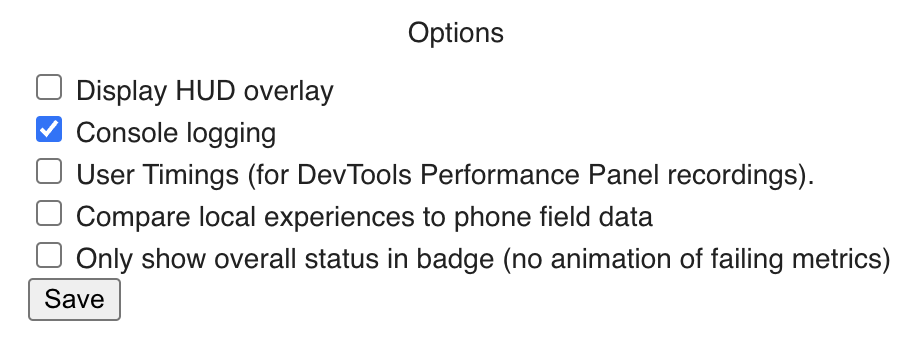 Options
Display HUD overlay
Console logging
User Timings (for DevTools Performance Panel recordings).
Compare local experiences to phone field data
Only show overall status in badge (no animation of failing metrics)
Save